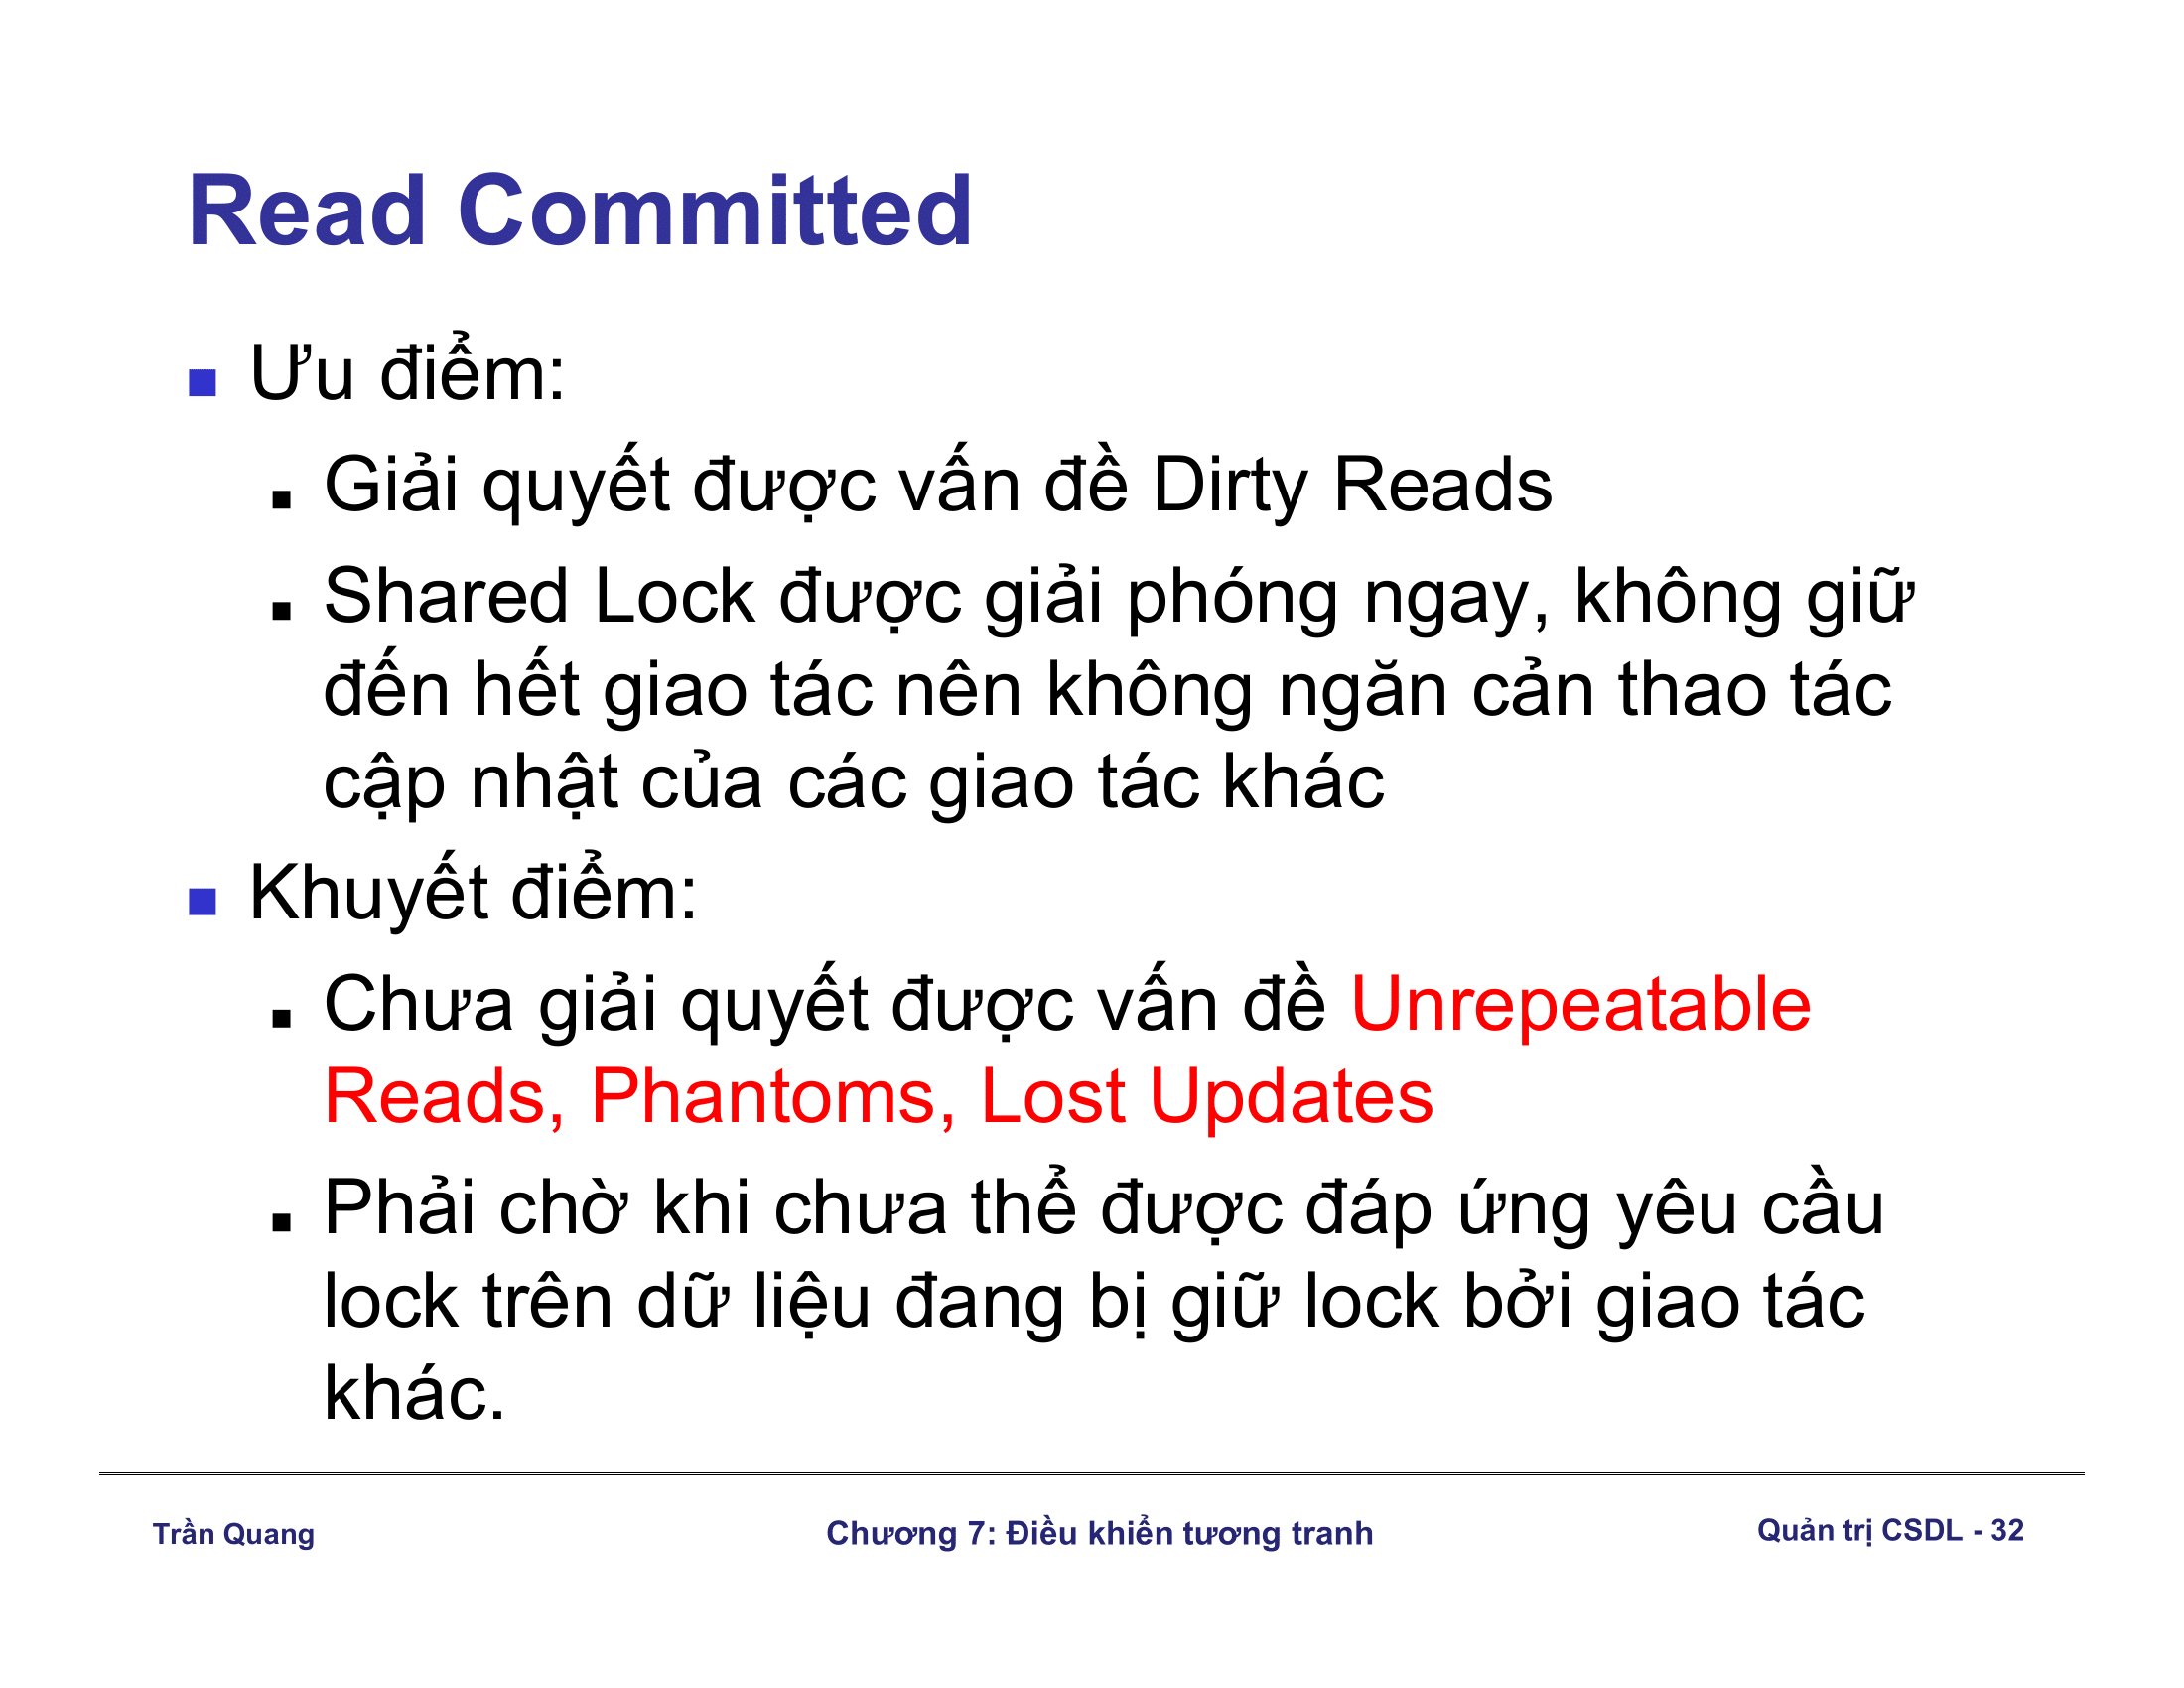 Read Committed
Ưu điểm:
Giải quyết được vấn đề Dirty Reads
Shared Lock được giải phóng ngay, không giữ
đến hết giao tác nên không ngăn cản thao tác
cập nhật của các giao tác khác
Khuyết điểm:
Chưa giải quyết được vấn đề Unrepeatable
Reads, Phantoms, Lost Updates
Phải chờ khi chưa thể được đáp ứng yêu cầu
lock trên dữ liệu đang bị giữ lock bởi giao tác
khác.
Trần Quang
Chương 7: Điều khiển tương tranh
Quản trị CSDL - 32